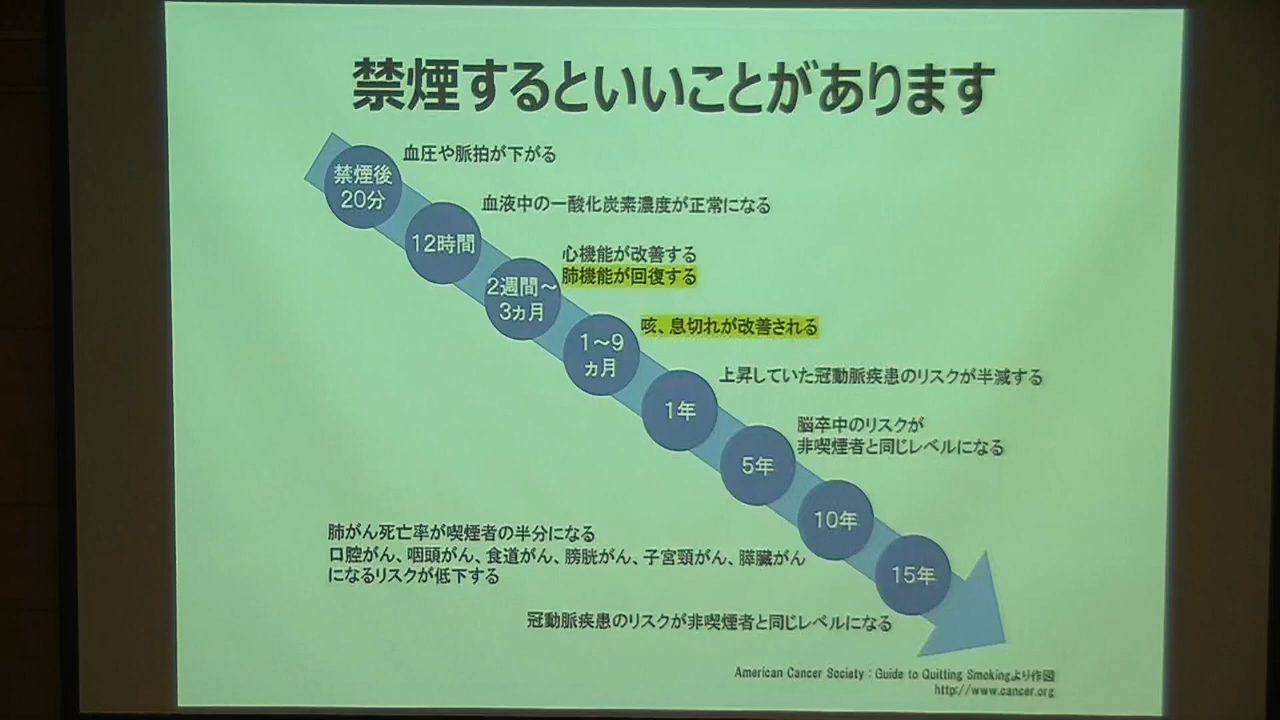 禁煙するといいことがあります
禁煙後
20分
血圧や脈拍が下がる
12時間
血液中の一酸化炭素濃度が正常になる
2週間～
3ヵ月
心機能が改善する
肺機能が回復する
1～9
ヵ月
咳、息切れが改善される
1年
上昇していた冠動脈疾患のリスクが半減する
5年
脳卒中のリスクが
非喫煙者と同じレベルになる
10年
肺がん死亡率が喫煙者の半分になる
口腔がん、咽頭がん、食道がん、膀胱がん、子宮頸がん、膵臓がん
になるリスクが低下する
15年
冠動脈疾患のリスクが非喫煙者と同じレベルになる
American Cancer Society：Guide to Quitting Smokingより作図
http://www.cancer.org